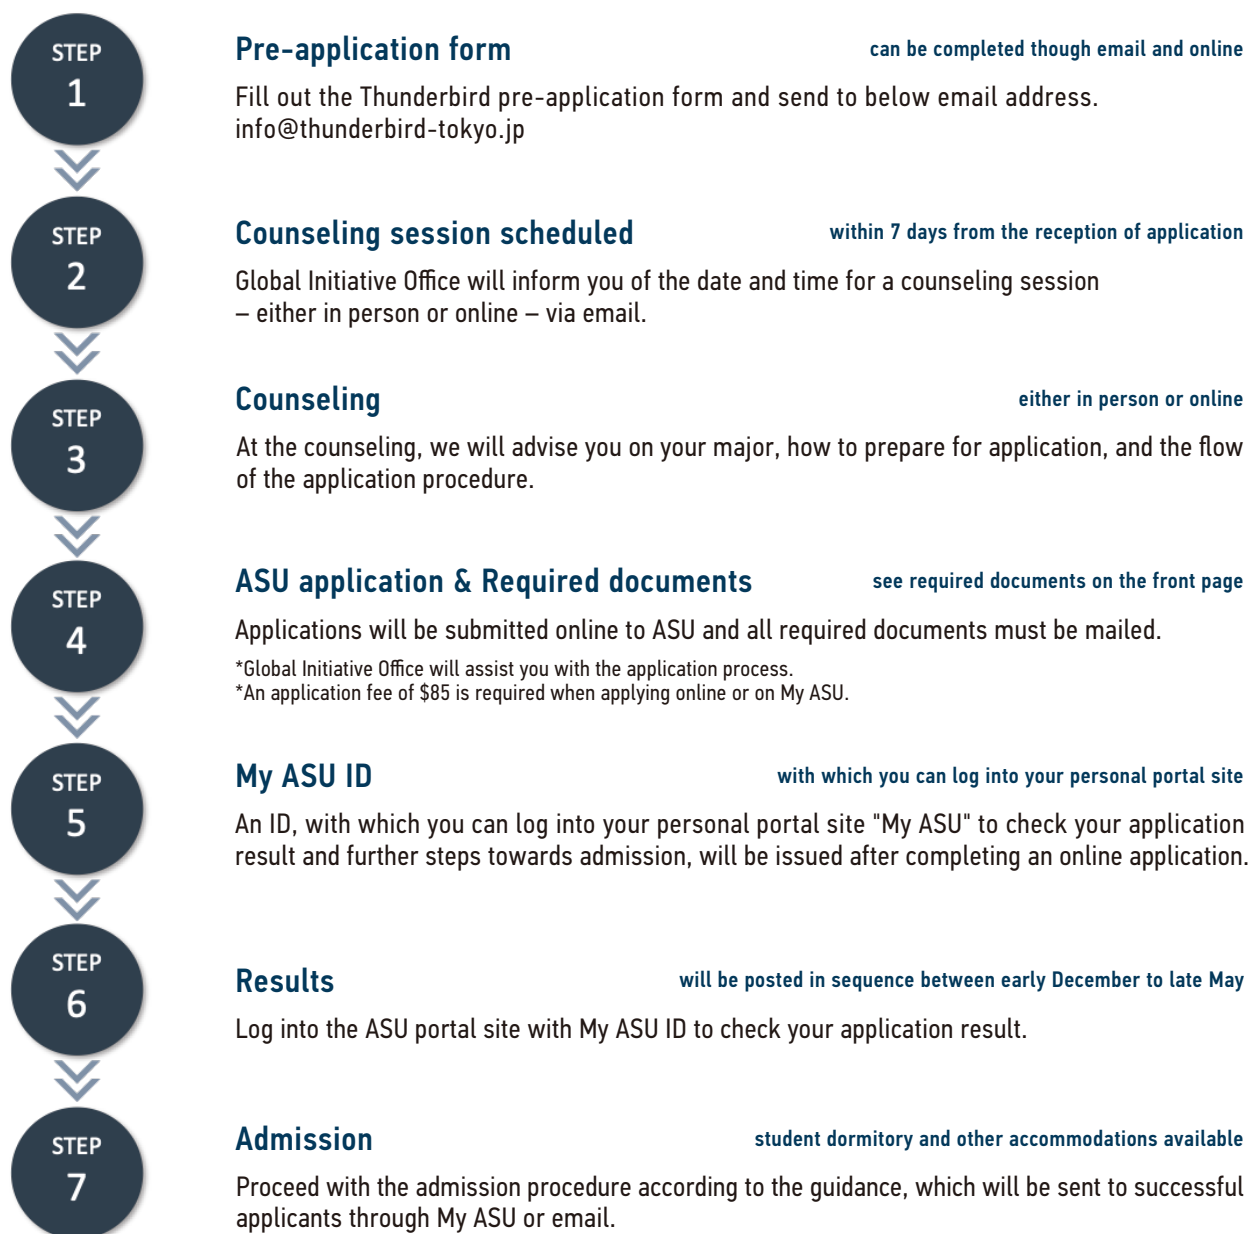 STEP
1
Pre-application form
can be completed though email and online
Fill out the Thunderbird pre-application form and send to below email address.
info@thunderbird-tokyo.jp
STEP
2
Counseling session scheduled
within 7 days from the reception of application
Global Initiative Office will inform you of the date and time for a counseling session
– either in person or online – via email.
STEP
3
Counseling
either in person or online
At the counseling, we will advise you on your major, how to prepare for application, and the flow
of the application procedure.
STEP
4
ASU application & Required documents
see required documents on the front page
Applications will be submitted online to ASU and all required documents must be mailed.
*Global Initiative Office will assist you with the application process.
*An application fee of $85 is required when applying online or on My ASU.
STEP
5
My ASU ID
with which you can log into your personal portal site
An ID, with which you can log into your personal portal site "My ASU" to check your application
result and further steps towards admission, will be issued after completing an online application.
STEP
6
Results
will be posted in sequence between early December to late May
Log into the ASU portal site with My ASU ID to check your application result.
STEP
7
Admission
student dormitory and other accommodations available
Proceed with the admission procedure according to the guidance, which will be sent to successful
applicants through My ASU or email.